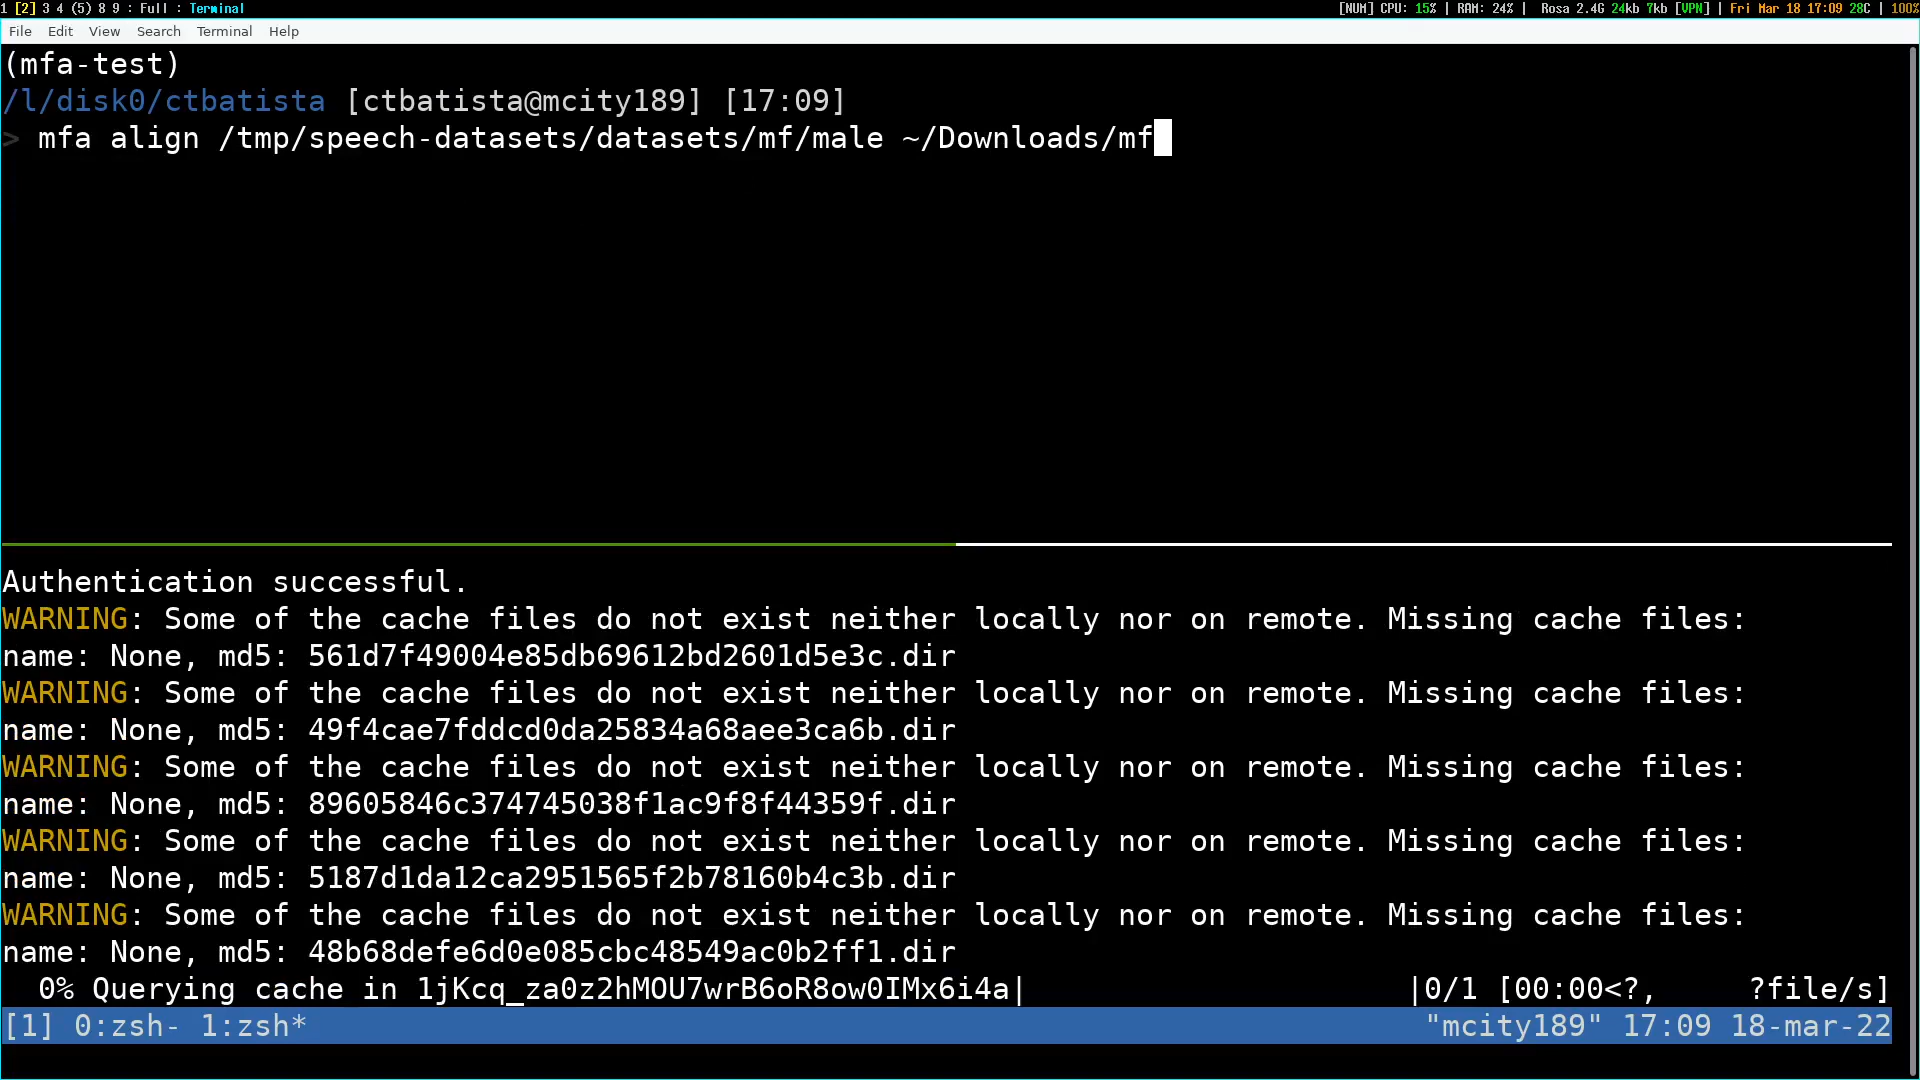 1 [2] 3 4 (5) 8 9 : Full : Terminal
[NUM] CPU: 15% | RAM: 24% | Rosa 2.4G 24kb 7kb [VPN] | Fri Mar 18 17:09 28C | 100%
File Edit View Search Terminal Help
(mfa-test)
/l/disk0/ctbatista [ctbatista@mcity189] [17:09]
> mfa align /tmp/speech-datasets/datasets/mf/male ~/Downloads/mf
Authentication successful.
WARNING: Some of the cache files do not exist neither locally nor on remote. Missing cache files:
name: None, md5: 561d7f49004e85db69612bd2601d5e3c.dir
WARNING: Some of the cache files do not exist neither locally nor on remote. Missing cache files:
name: None, md5: 49f4cae7fddcd0da25834a68aee3ca6b.dir
WARNING: Some of the cache files do not exist neither locally nor on remote. Missing cache files:
name: None, md5: 89605846c374745038f1ac9f8f44359f.dir
WARNING: Some of the cache files do not exist neither locally nor on remote. Missing cache files:
name: None, md5: 5187d1da12ca2951565f2b78160b4c3b.dir
WARNING: Some of the cache files do not exist neither locally nor on remote. Missing cache files:
name: None, md5: 48b68defe6d0e085cbc48549ac0b2ff1.dir
0% Querying cache in 1jKcq_za0z2hMOU7wrB6oR8ow0IMx6i4a| |0/1 [00:00<?, ?file/s]
[1] 0:zsh- 1:zsh* "mcity189" 17:09 18-mar-22